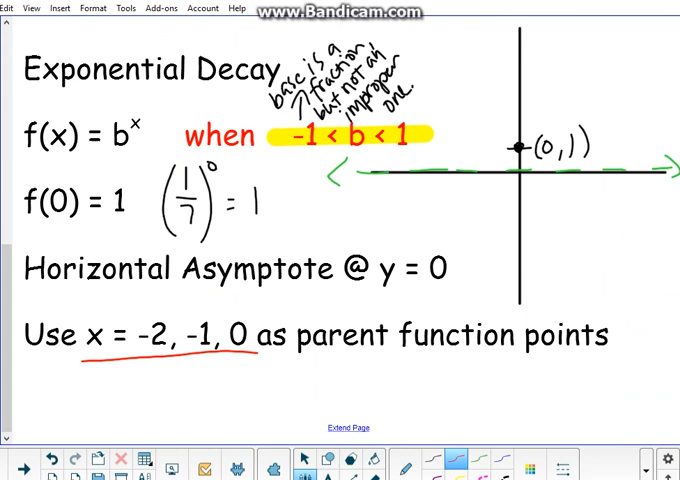 Edit View Insert Format Tools Add-ons Account Help
www.Bandicam.com
Exponential Decay
base is a
fraction,
but not an
improper
one.
f(x) = bˣ when -1 < b < 1
(0,1)
f(0) = 1 (1/7)⁰ = 1
Horizontal Asymptote @ y = 0
Use x = -2, -1, 0 as parent function points
Extend Page